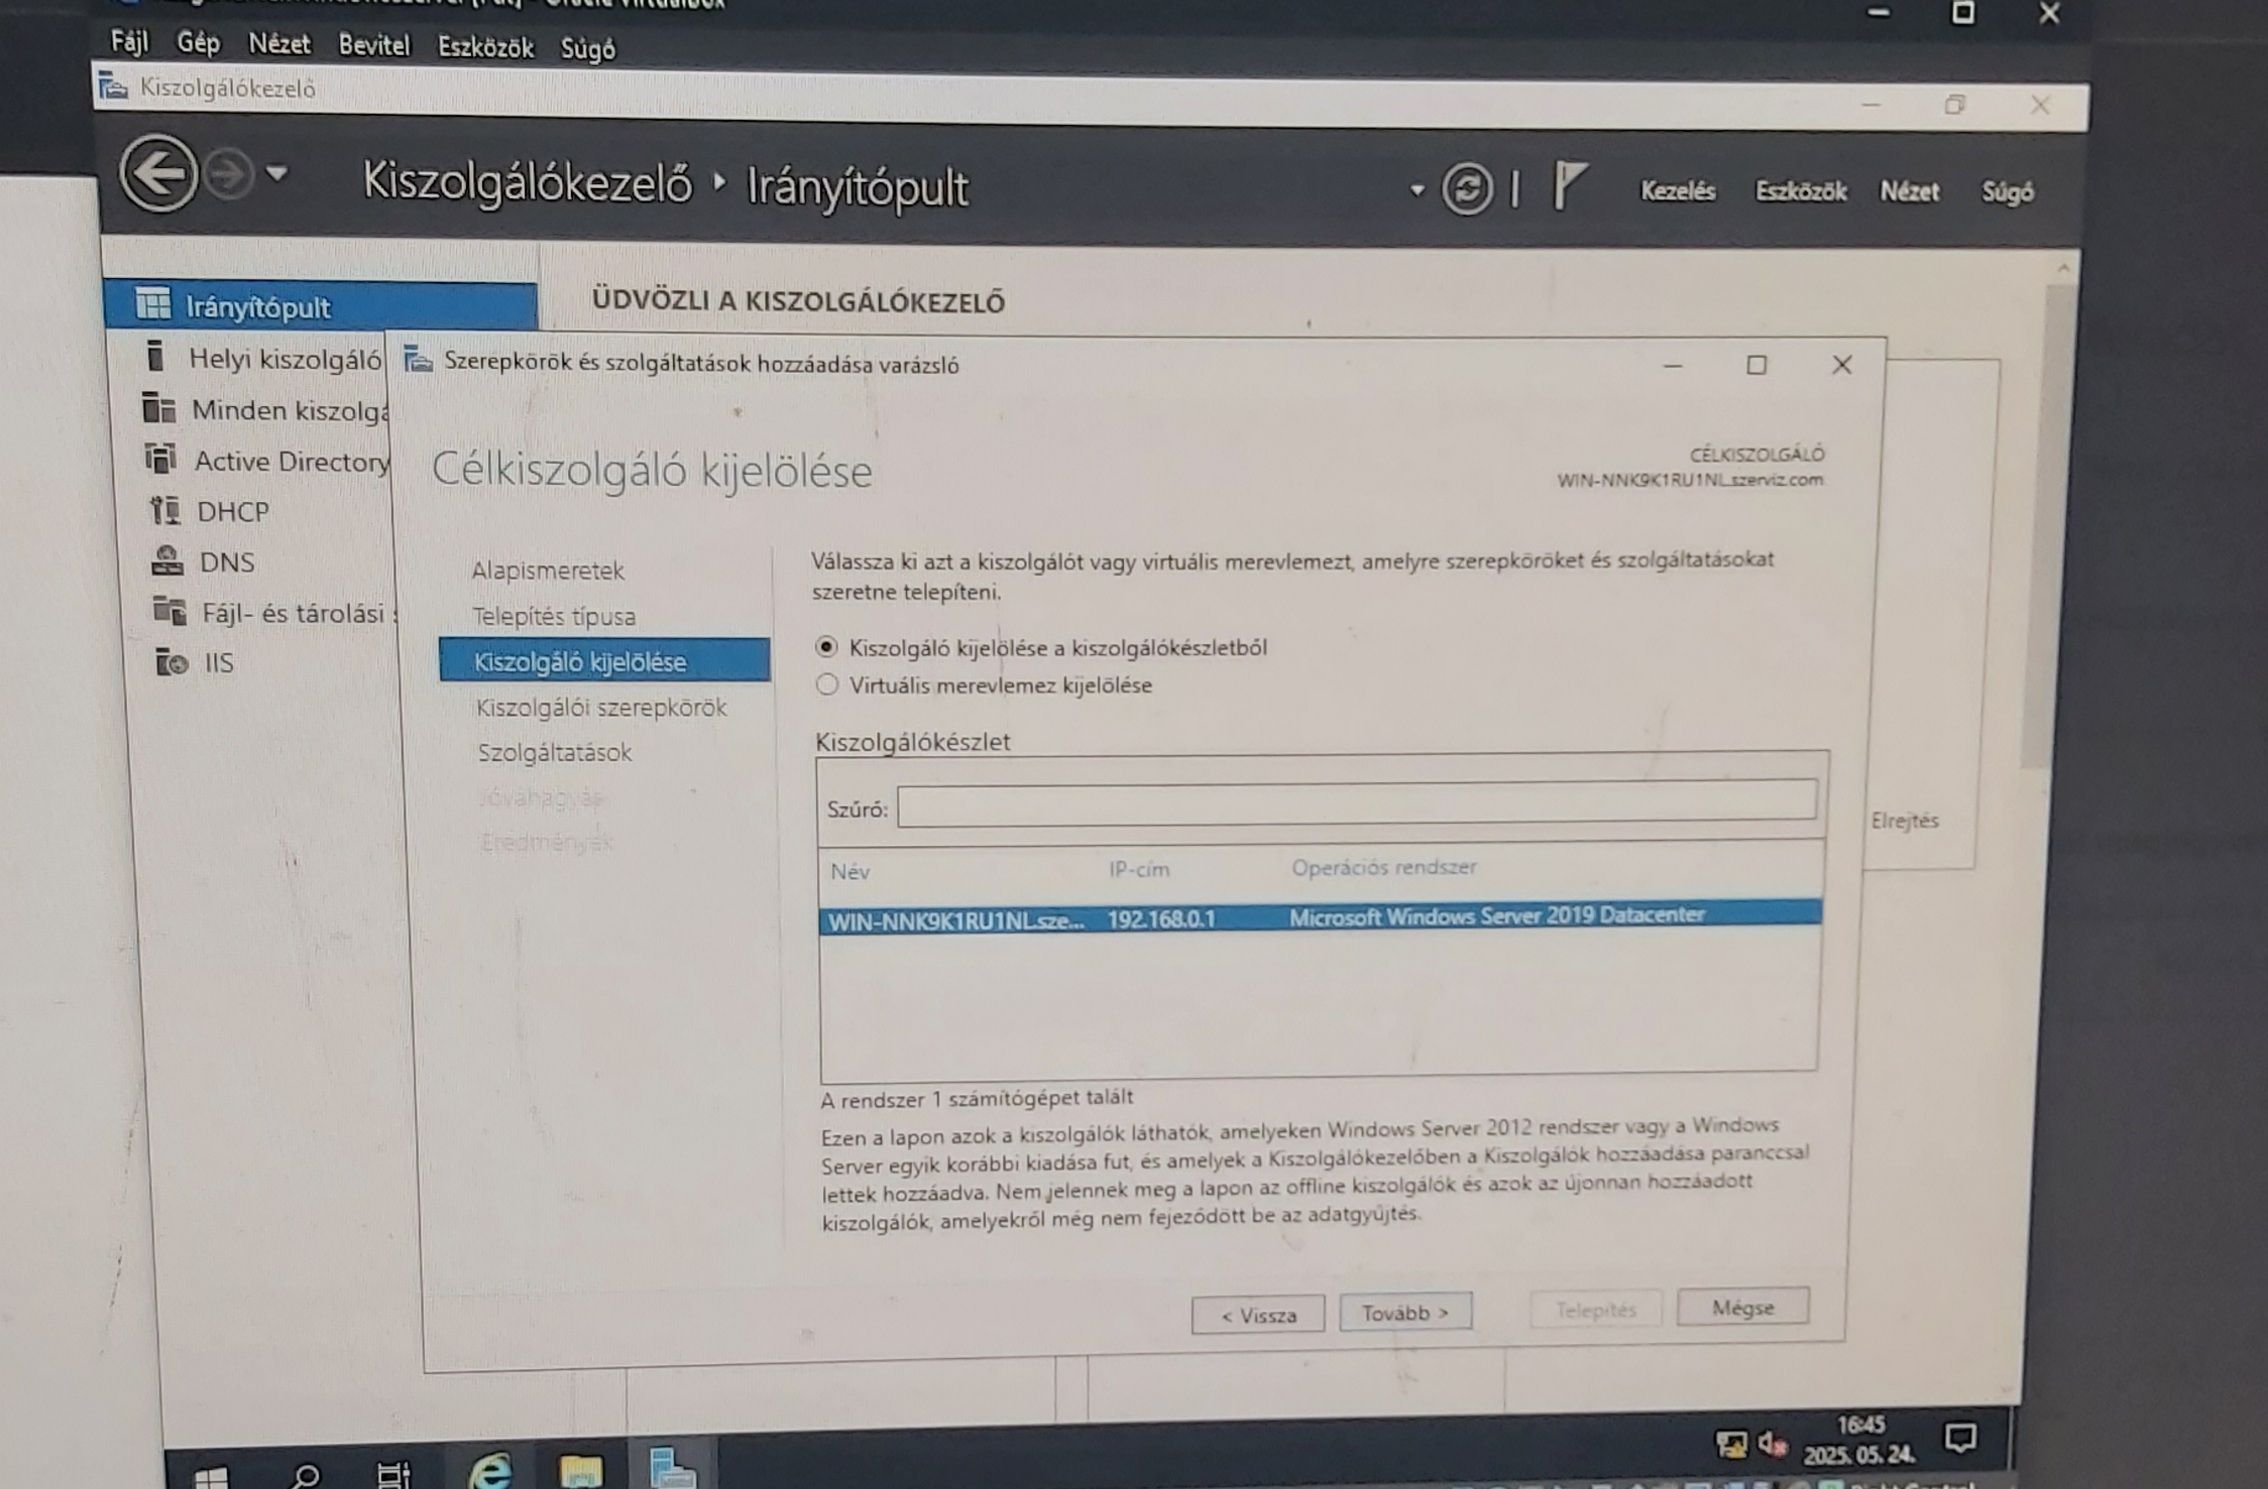 Fájl Gép Nézet Bevitel Eszközök Súgó
Kiszolgálókezelő
Kiszolgálókezelő ‣ Irányítópult
Kezelés Eszközök Nézet Súgó
Irányítópult
Helyi kiszolgáló
Minden kiszolgá
Active Directory
DHCP
DNS
Fájl- és tárolási
IIS
ÜDVÖZLI A KISZOLGÁLÓKEZELŐ
Szerepkörök és szolgáltatások hozzáadása varázsló
Célkiszolgáló kijelölése
CÉLKISZOLGÁLÓ
WIN-NNK9K1RU1NL.szerviz.com
Alapismeretek
Telepítés típusa
Kiszolgáló kijelölése
Kiszolgálói szerepkörök
Szolgáltatások
Jóváhagyás
Eredmények
Válassza ki azt a kiszolgálót vagy virtuális merevlemezt, amelyre szerepköröket és szolgáltatásokat
szeretne telepíteni.
Kiszolgáló kijelölése a kiszolgálókészletből
Virtuális merevlemez kijelölése
Kiszolgálókészlet
Szűrő:
Név IP-cím Operációs rendszer
WIN-NNK9K1RU1NL.sze... 192.168.0.1 Microsoft Windows Server 2019 Datacenter
A rendszer 1 számítógépet talált
Ezen a lapon azok a kiszolgálók láthatók, amelyeken Windows Server 2012 rendszer vagy a Windows
Server egyik korábbi kiadása fut, és amelyek a Kiszolgálókezelőben a Kiszolgálók hozzáadása paranccsal
lettek hozzáadva. Nem jelennek meg a lapon az offline kiszolgálók és azok az újonnan hozzáadott
kiszolgálók, amelyekről még nem fejeződött be az adatgyűjtés.
Elrejtés
< Vissza Tovább > Telepítés Mégse
16:45
2025. 05. 24.